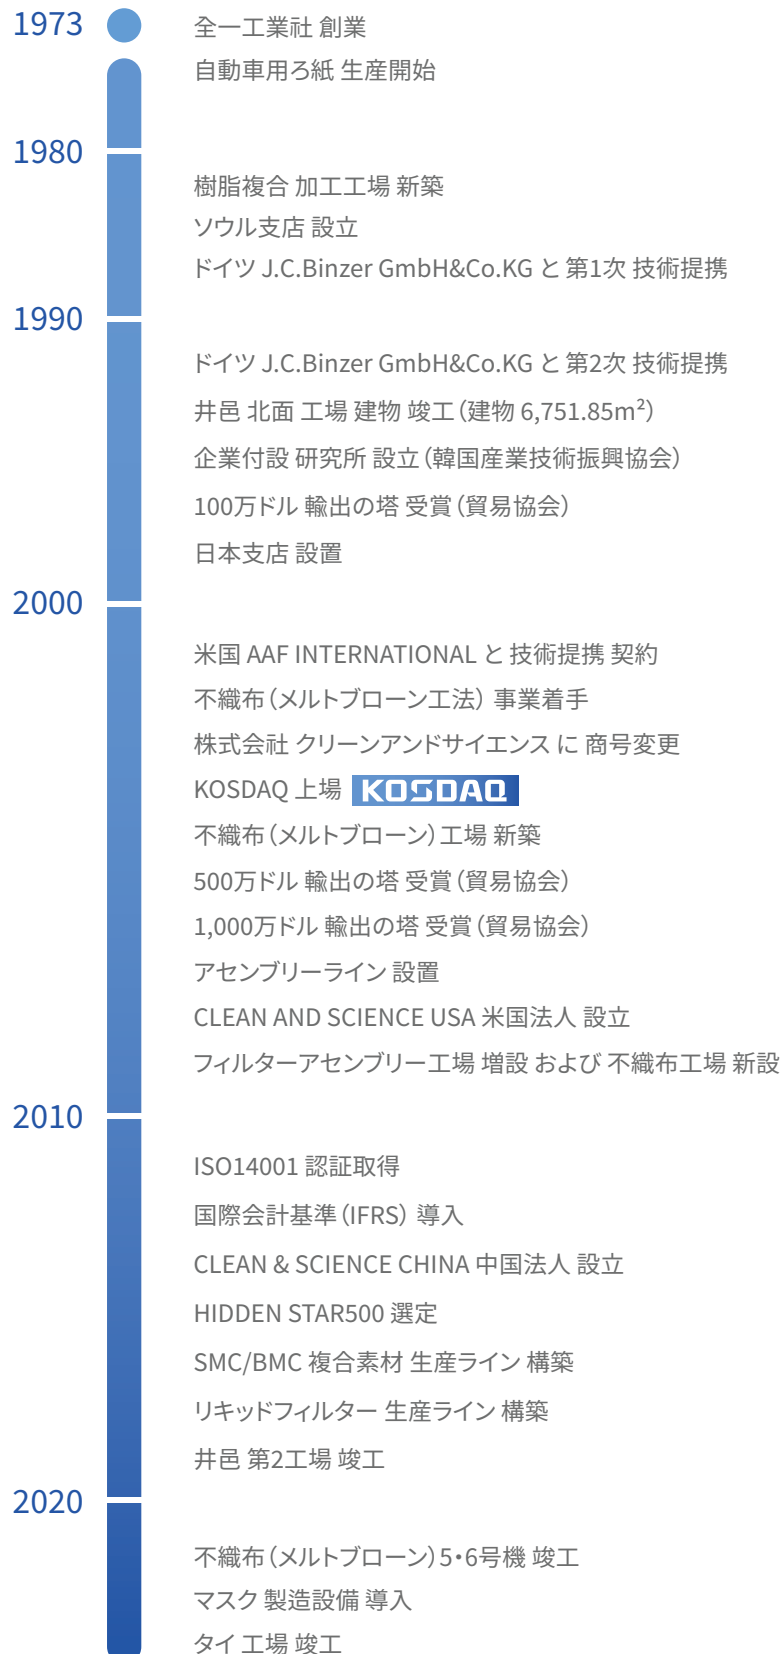 1973
全一工業社 創業
自動車用ろ紙 生産開始
1980
樹脂複合 加工工場 新築
ソウル支店 設立
ドイツ J.C.Binzer GmbH&Co.KG と 第1次 技術提携
1990
ドイツ J.C.Binzer GmbH&Co.KG と 第2次 技術提携
井邑 北面 工場 建物 竣工（建物 6,751.85m²）
企業付設 研究所 設立（韓国産業技術振興協会）
100万ドル 輸出の塔 受賞（貿易協会）
日本支店 設置
2000
米国 AAF INTERNATIONAL と 技術提携 契約
不織布（メルトブローン工法） 事業着手
株式会社 クリーンアンドサイエンス に 商号変更
KOSDAQ 上場 KOSDAQ
不織布（メルトブローン）工場 新築
500万ドル 輸出の塔 受賞（貿易協会）
1,000万ドル 輸出の塔 受賞（貿易協会）
アセンブリーライン 設置
CLEAN AND SCIENCE USA 米国法人 設立
フィルターアセンブリー工場 増設 および 不織布工場 新設
2010
ISO14001 認証取得
国際会計基準（IFRS） 導入
CLEAN & SCIENCE CHINA 中国法人 設立
HIDDEN STAR500 選定
SMC/BMC 複合素材 生産ライン 構築
リキッドフィルター 生産ライン 構築
井邑 第2工場 竣工
2020
不織布（メルトブローン）5・6号機 竣工
マスク 製造設備 導入
タイ 工場 竣工